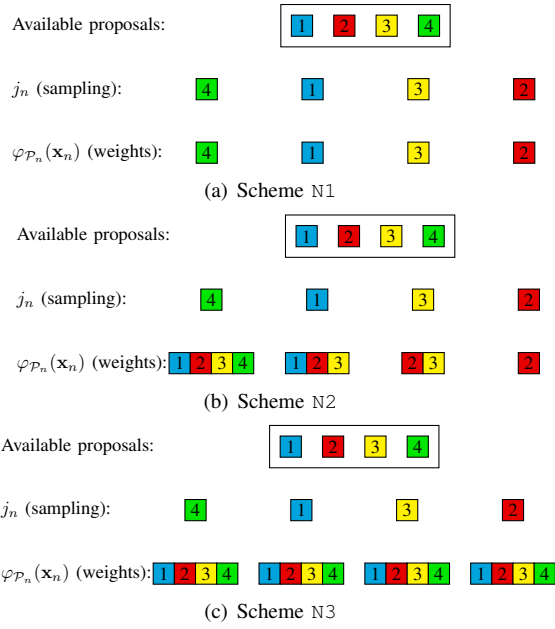 Available proposals: 1 2 3 4
j_n (sampling): 4 1 3 2
φ_{𝒫_n}(𝐱_n) (weights): 4 1 3 2
(a) Scheme N1
Available proposals: 1 2 3 4
j_n (sampling): 4 1 3 2
φ_{𝒫_n}(𝐱_n) (weights): 1 2 3 4 1 2 3 2 3 2
(b) Scheme N2
Available proposals: 1 2 3 4
j_n (sampling): 4 1 3 2
φ_{𝒫_n}(𝐱_n) (weights): 1 2 3 4 1 2 3 4 1 2 3 4 1 2 3 4
(c) Scheme N3